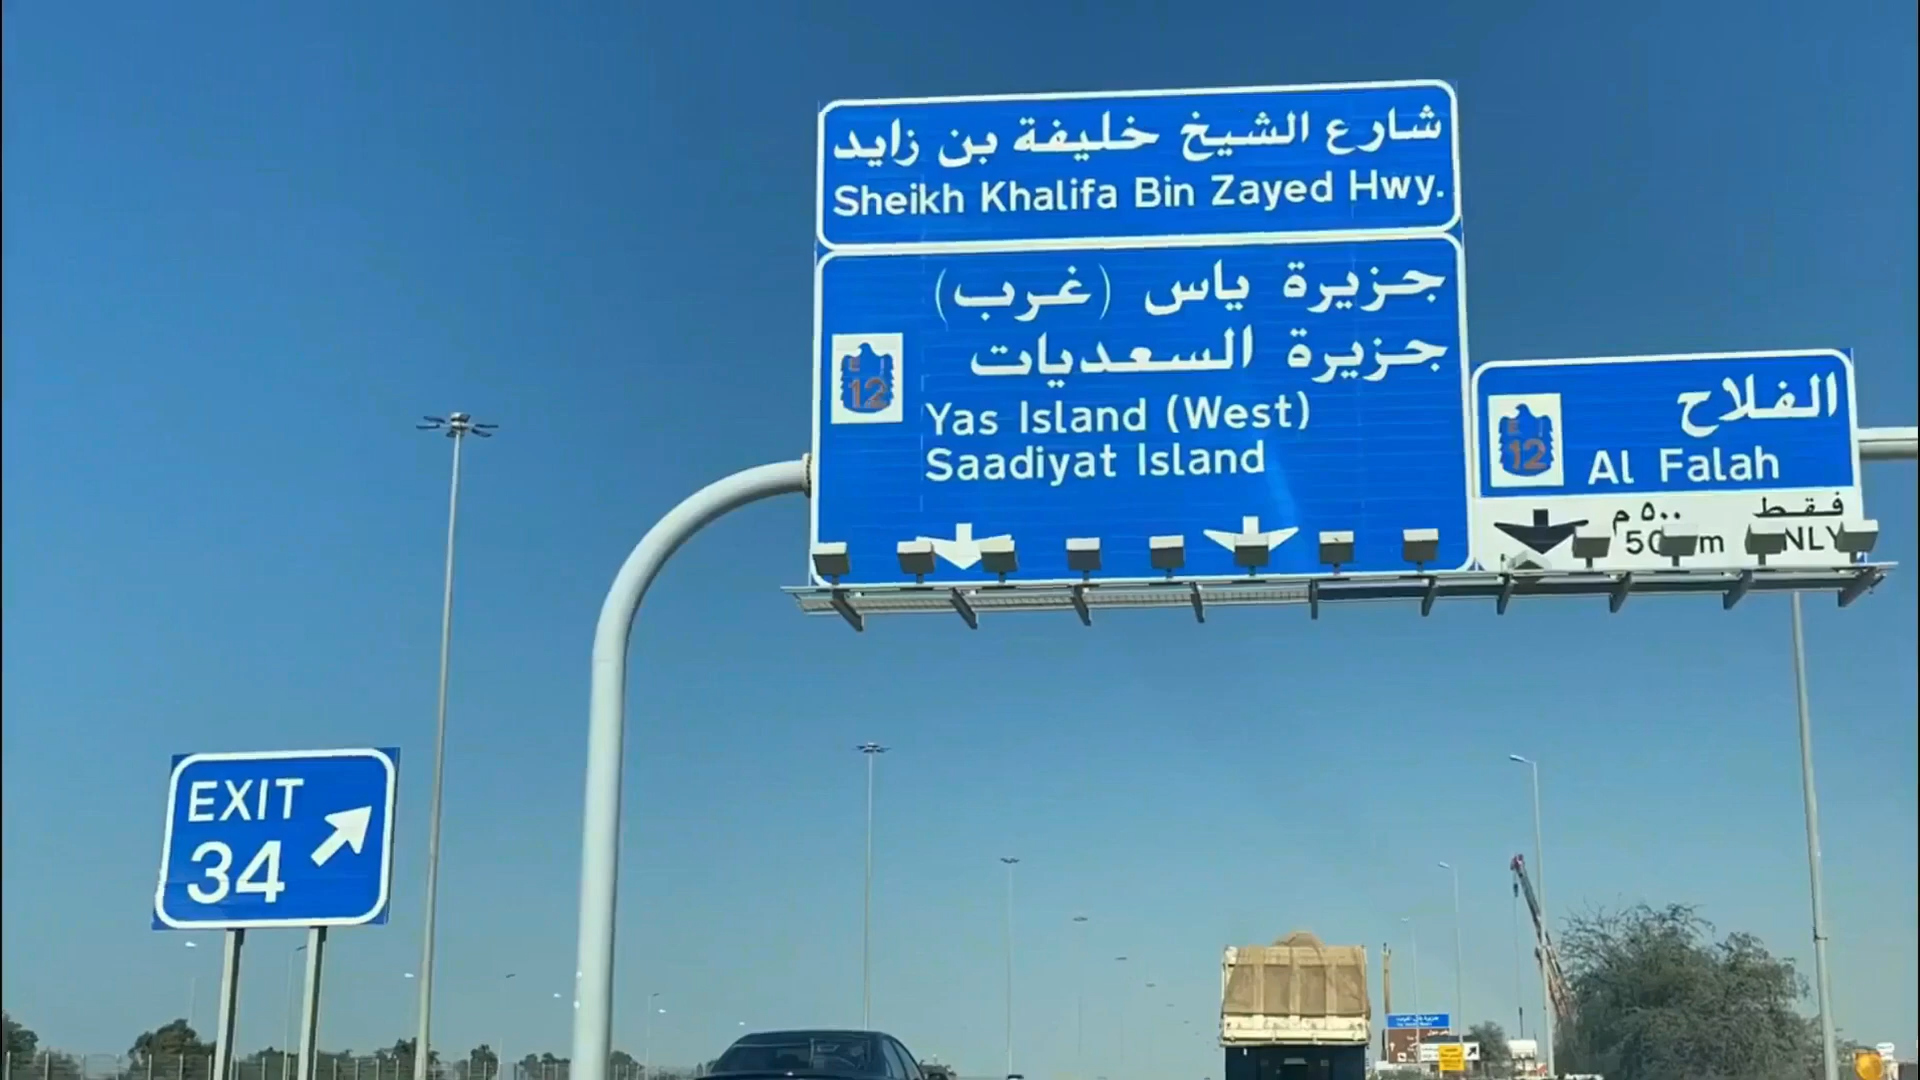 شارع الشيخ خليفة بن زايد
Sheikh Khalifa Bin Zayed Hwy.
جزيرة ياس (غرب)
جزيرة السعديات
E 12
Yas Island (West)
Saadiyat Island
الفلاح
E 12
Al Falah
٥٠٠ م فقط
EXIT
34